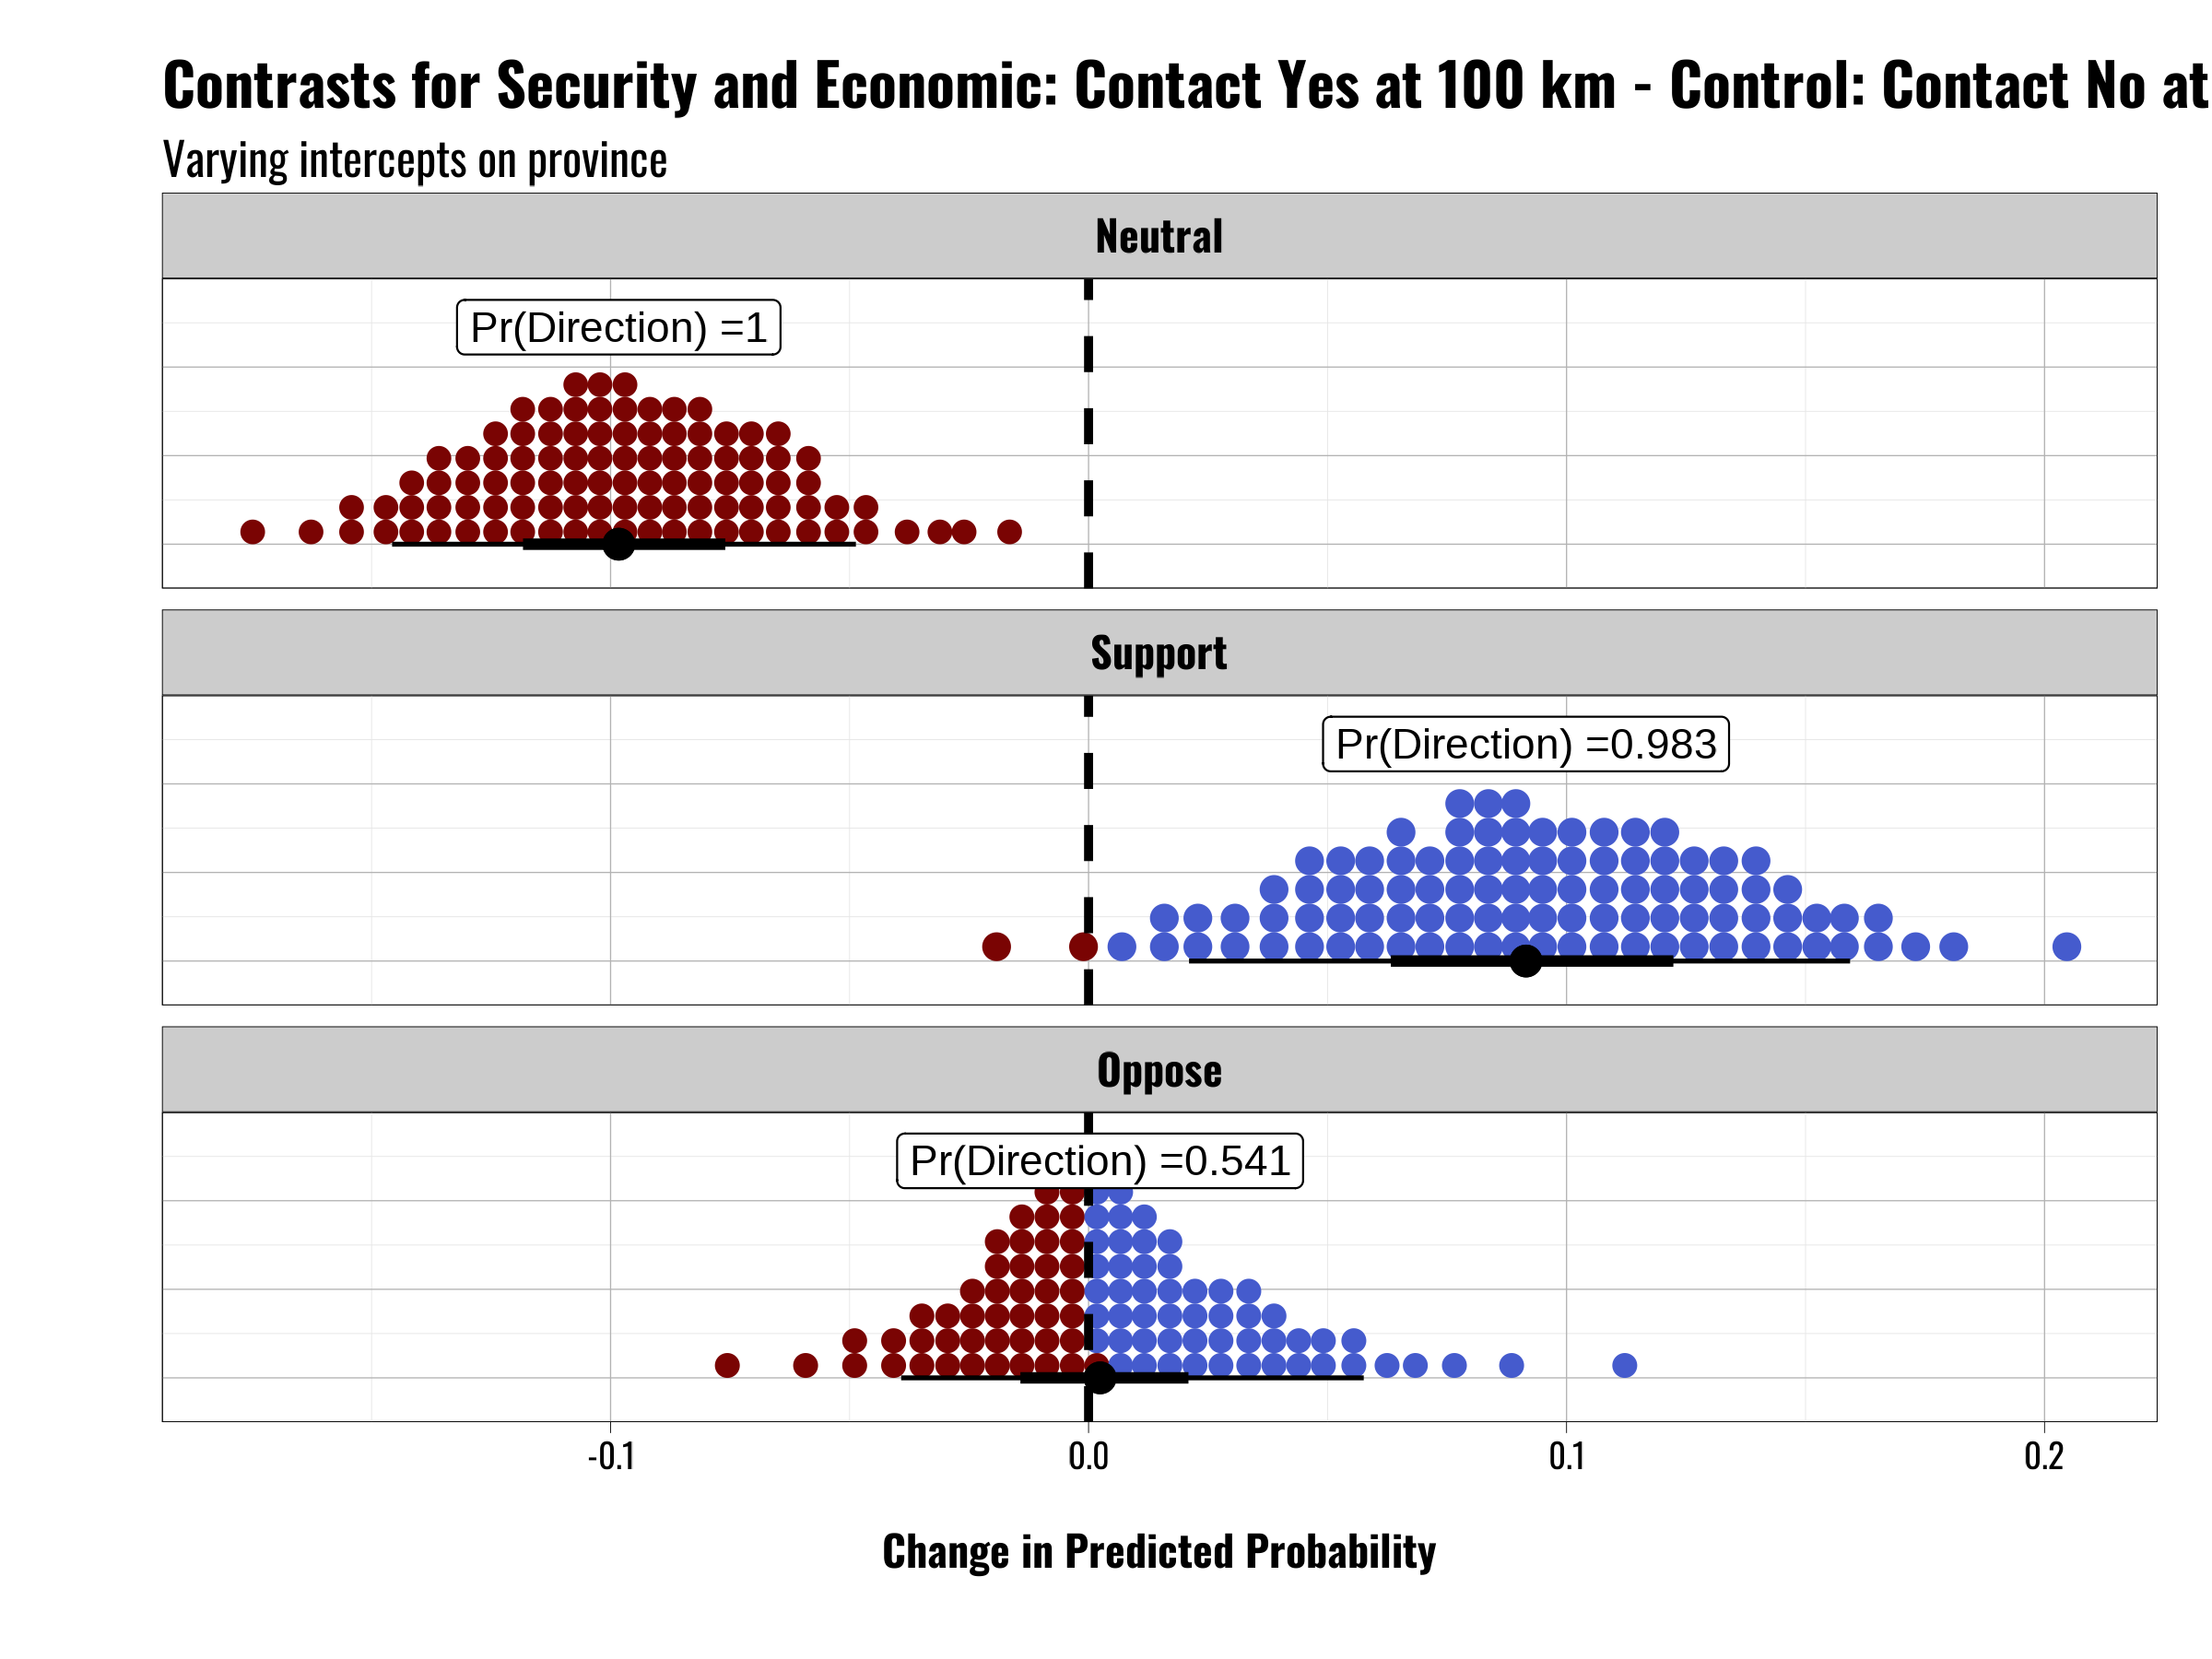 Contrasts for Security and Economic: Contact Yes at 100 km - Control: Contact No at
Varying intercepts on province
Neutral
Pr(Direction) =1
Support
Pr(Direction) =0.983
Oppose
Pr(Direction) =0.541
-0.1 0.0 0.1 0.2
Change in Predicted Probability